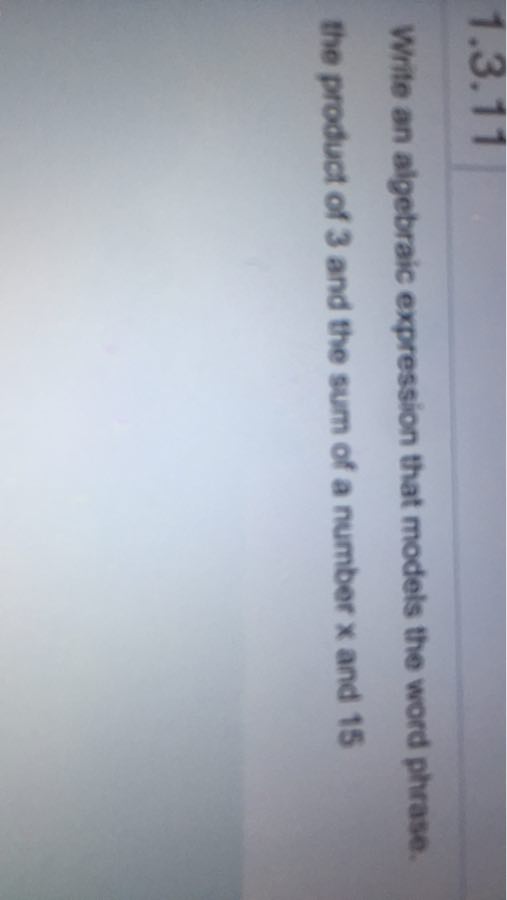 1.3.11
Write an algebraic expression that models the word phrase.
the product of 3 and the sum of a number x and 15